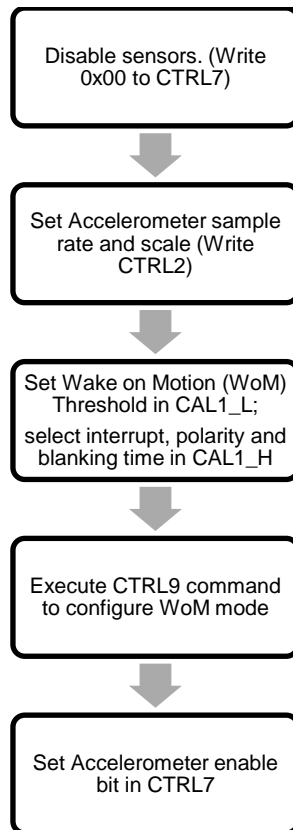 Disable sensors. (Write
0x00 to CTRL7)
Set Accelerometer sample
rate and scale (Write
CTRL2)
Set Wake on Motion (WoM)
Threshold in CAL1_L;
select interrupt, polarity and
blanking time in CAL1_H
Execute CTRL9 command
to configure WoM mode
Set Accelerometer enable
bit in CTRL7